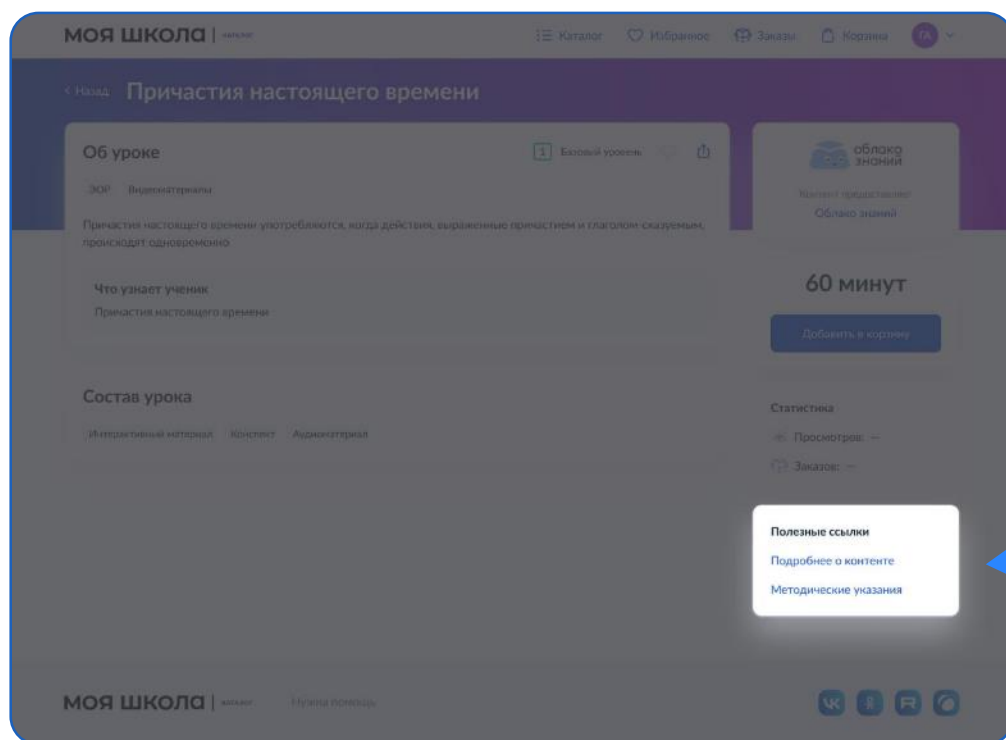 МОЯ ШКОЛА | каталог
Каталог
Избранное
Заказы
Корзина
ГА
< Назад Причастия настоящего времени
Об уроке
1 Базовый уровень
ЭОР Видеоматериалы
Причастия настоящего времени употребляются, когда действия, выраженные причастием и глаголом-сказуемым,
происходят одновременно
Что узнает ученик
Причастия настоящего времени
Состав урока
Интерактивный материал Конспект Аудиоматериал
облако
знаний
Контент предоставлен
Облако знаний
60 минут
Добавить в корзину
Статистика
Просмотров: —
Заказов: —
Полезные ссылки
Подробнее о контенте
Методические указания
МОЯ ШКОЛА | каталог
Нужна помощь